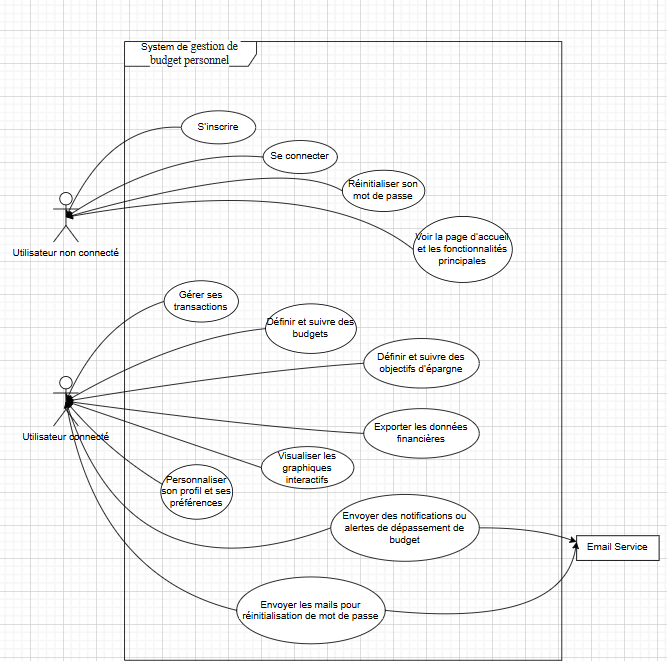 System de gestion de
budget personnel
S'inscrire
Se connecter
Réinitialiser son
mot de passe
Voir la page d'accueil
et les fonctionnalités
principales
Utilisateur non connecté
Gérer ses
transactions
Définir et suivre des
budgets
Définir et suivre des
objectifs d'épargne
Exporter les données
financières
Utilisateur connecté
Visualiser les
graphiques
interactifs
Personnaliser
son profil et ses
préférences
Envoyer des notifications ou
alertes de dépassement de
budget
Email Service
Envoyer les mails pour
réinitialisation de mot de passe